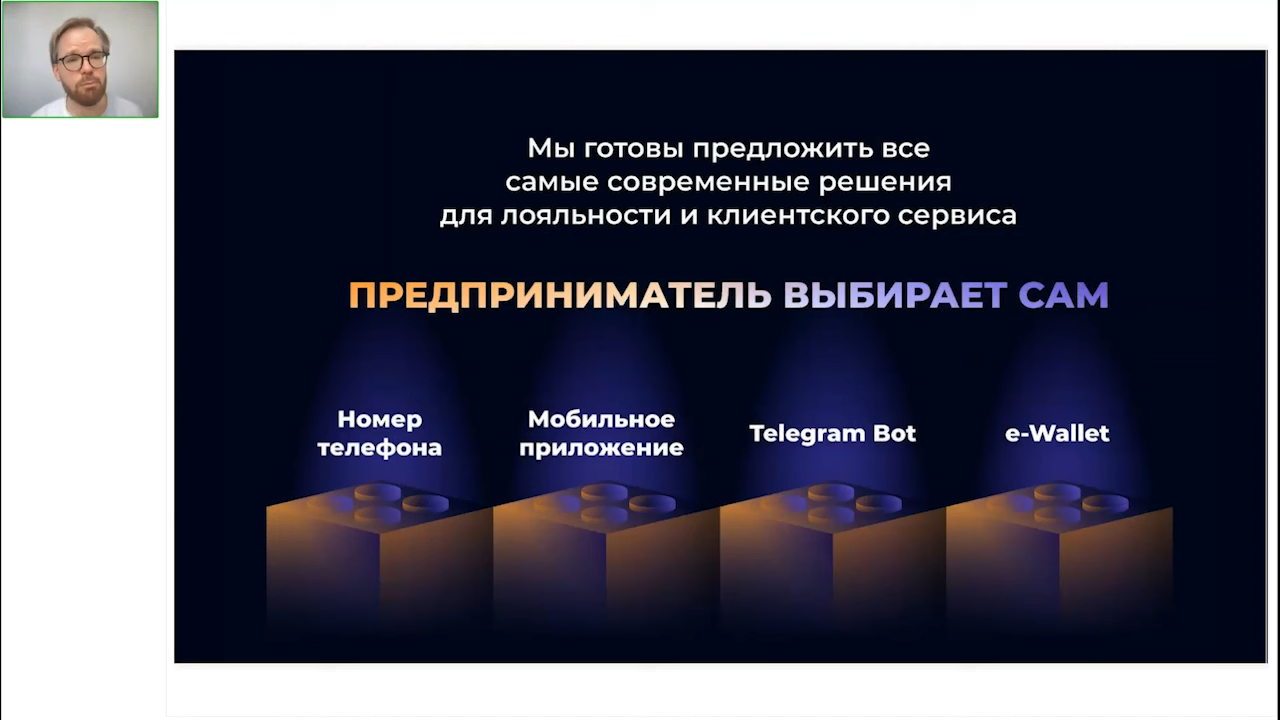 Мы готовы предложить все
самые современные решения
для лояльности и клиентского сервиса
ПРЕДПРИНИМАТЕЛЬ ВЫБИРАЕТ САМ
Номер
телефона
Мобильное
приложение
Telegram Bot
e-Wallet